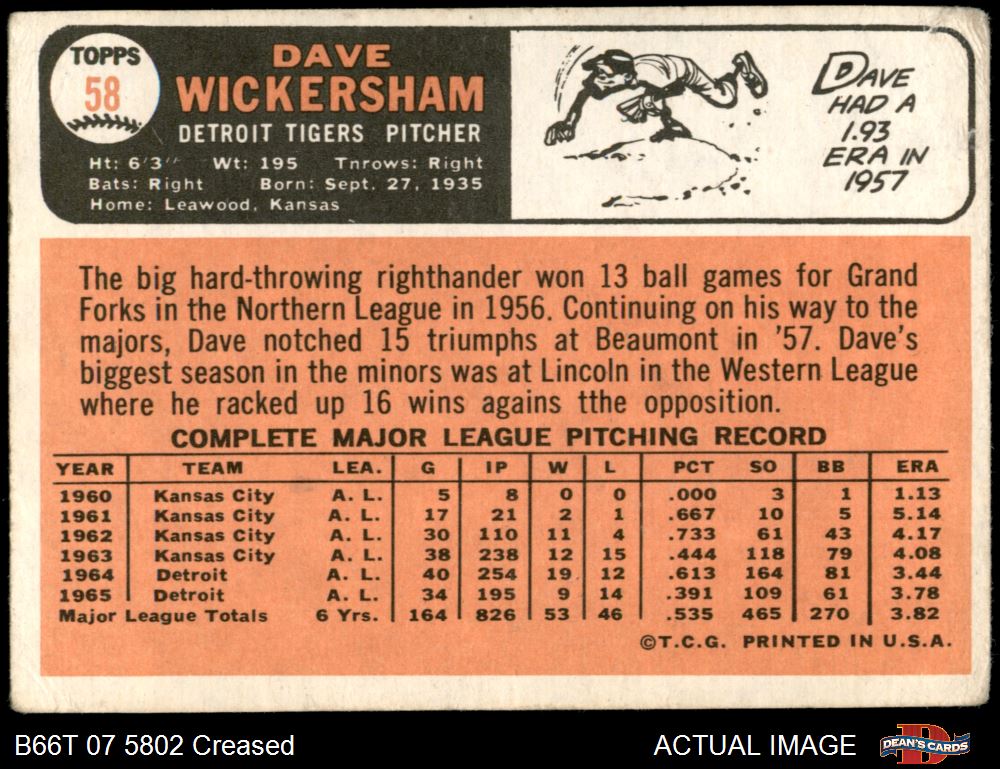 TOPPS
58
DAVE
WICKERSHAM
DETROIT TIGERS PITCHER
Ht: 6'3" Wt: 195 Throws: Right
Bats: Right Born: Sept. 27, 1935
Home: Leawood, Kansas
DAVE
HAD A
1.93
ERA IN
1957
The big hard-throwing righthander won 13 ball games for Grand
Forks in the Northern League in 1956. Continuing on his way to the
majors, Dave notched 15 triumphs at Beaumont in '57. Dave's
biggest season in the minors was at Lincoln in the Western League
where he racked up 16 wins agains tthe opposition.
COMPLETE MAJOR LEAGUE PITCHING RECORD
YEAR TEAM LEA. G IP W L PCT SO BB ERA
1960 Kansas City A. L. 5 8 0 0 .000 3 1 1.13
1961 Kansas City A. L. 17 21 2 1 .667 10 5 5.14
1962 Kansas City A. L. 30 110 11 4 .733 61 43 4.17
1963 Kansas City A. L. 38 238 12 15 .444 118 79 4.08
1964 Detroit A. L. 40 254 19 12 .613 164 81 3.44
1965 Detroit A. L. 34 195 9 14 .391 109 61 3.78
Major League Totals 6 Yrs. 164 826 53 46 .535 465 270 3.82
©T.C.G. PRINTED IN U.S.A.
B66T 07 5802 Creased
ACTUAL IMAGE
DEAN'S CARDS